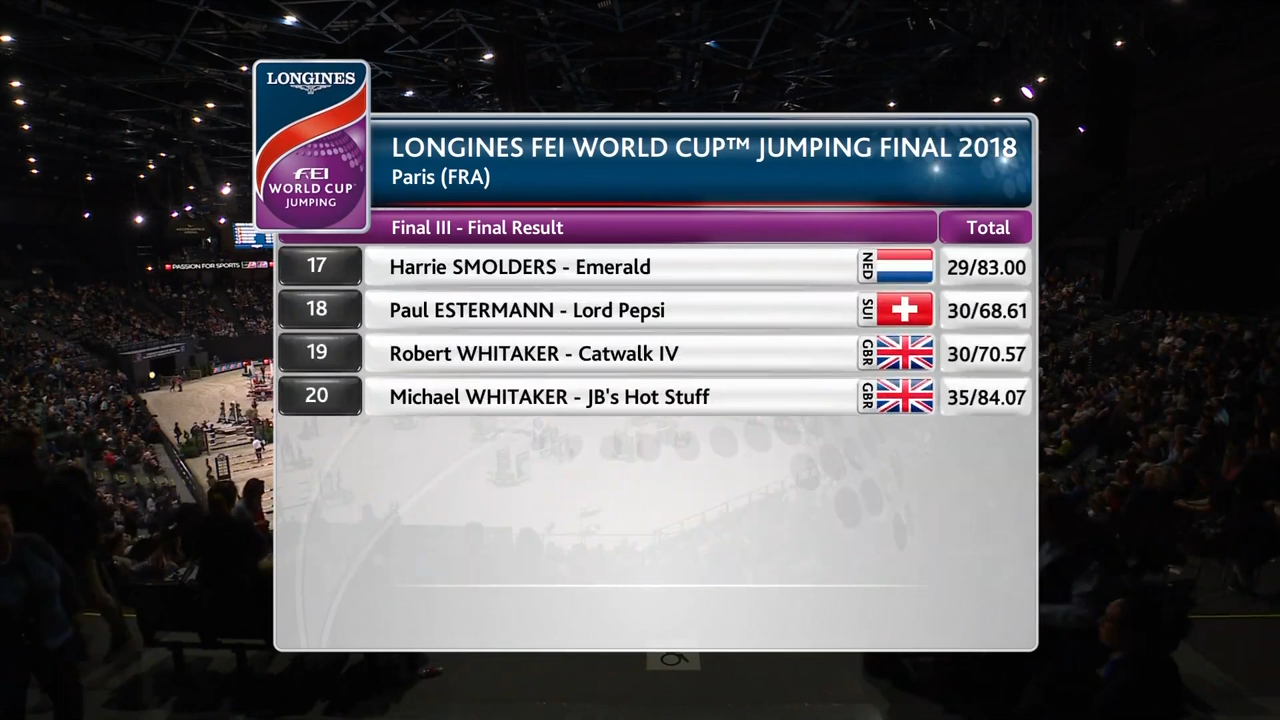 LONGINES
FEI
WORLD CUP™
JUMPING
LONGINES FEI WORLD CUP™ JUMPING FINAL 2018
Paris (FRA)
Final III - Final Result Total
17 Harrie SMOLDERS - Emerald NED 29/83.00
18 Paul ESTERMANN - Lord Pepsi SUI 30/68.61
19 Robert WHITAKER - Catwalk IV GBR 30/70.57
20 Michael WHITAKER - JB's Hot Stuff GBR 35/84.07
PASSION FOR SPORTS